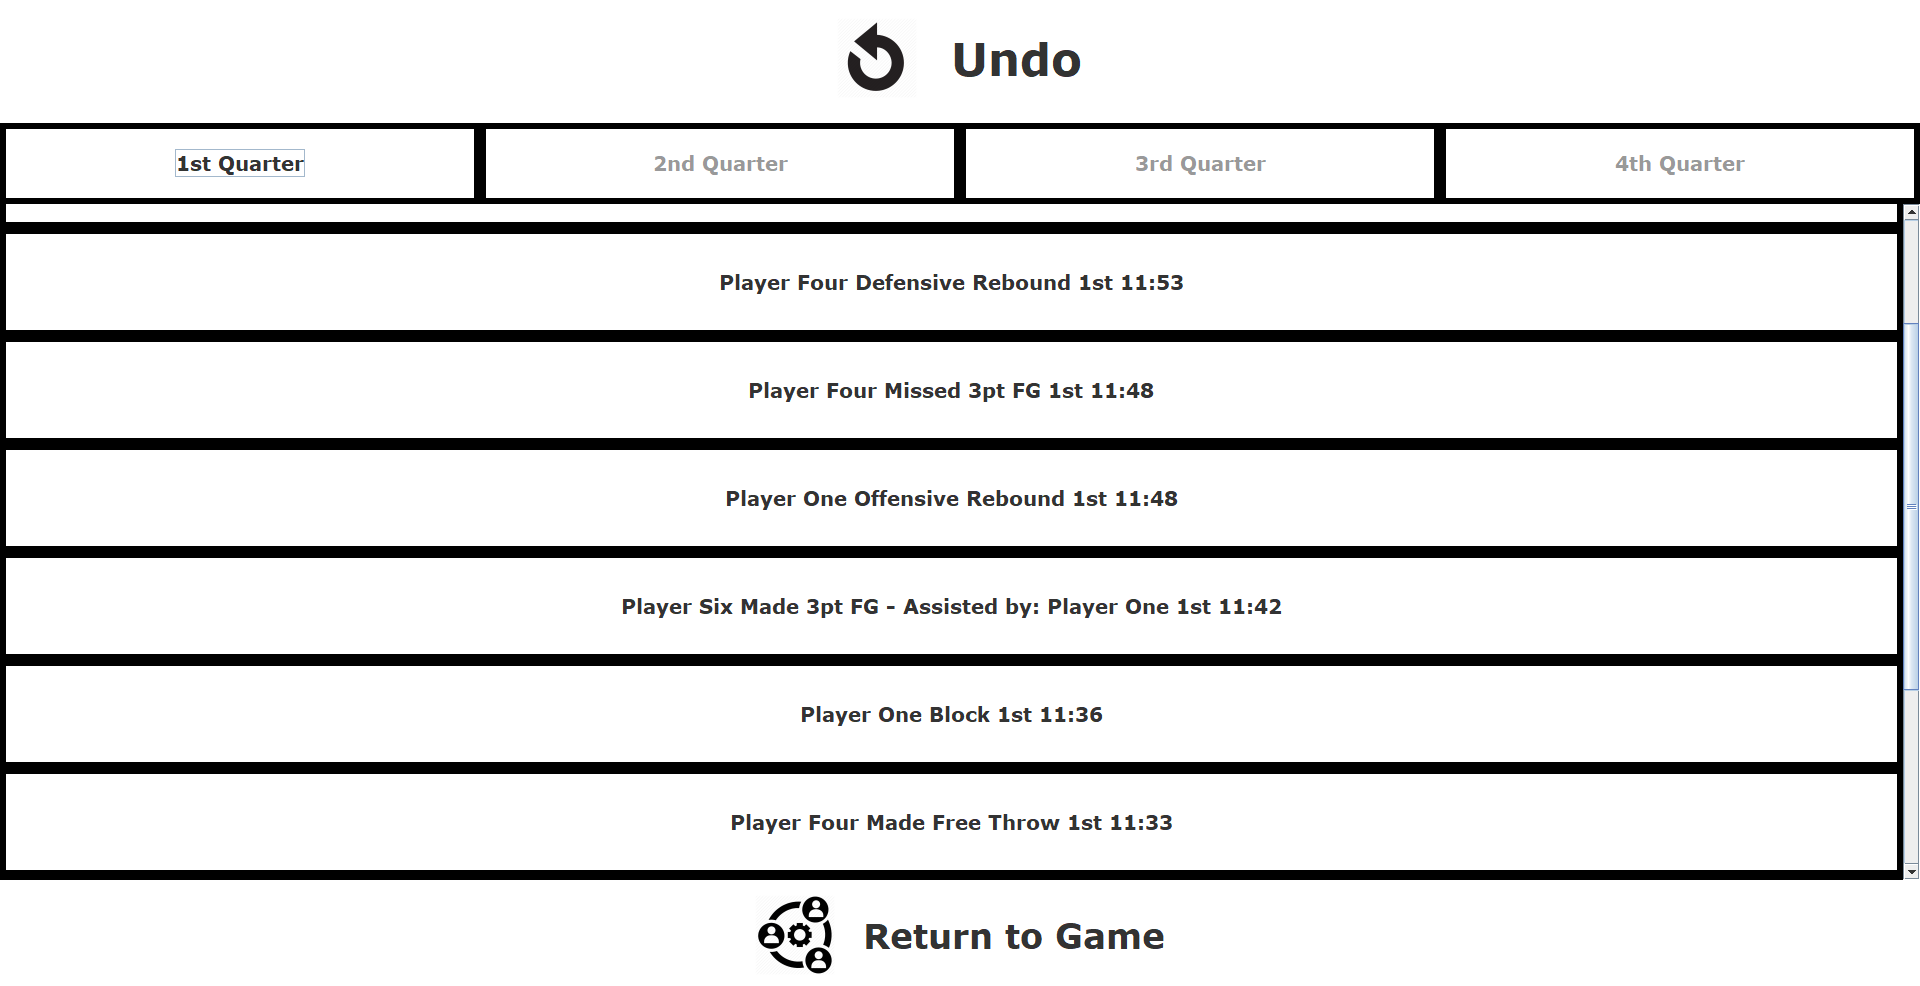 Undo
1st Quarter
2nd Quarter
3rd Quarter
4th Quarter
Player Four Defensive Rebound 1st 11:53
Player Four Missed 3pt FG 1st 11:48
Player One Offensive Rebound 1st 11:48
Player Six Made 3pt FG - Assisted by: Player One 1st 11:42
Player One Block 1st 11:36
Player Four Made Free Throw 1st 11:33
Return to Game